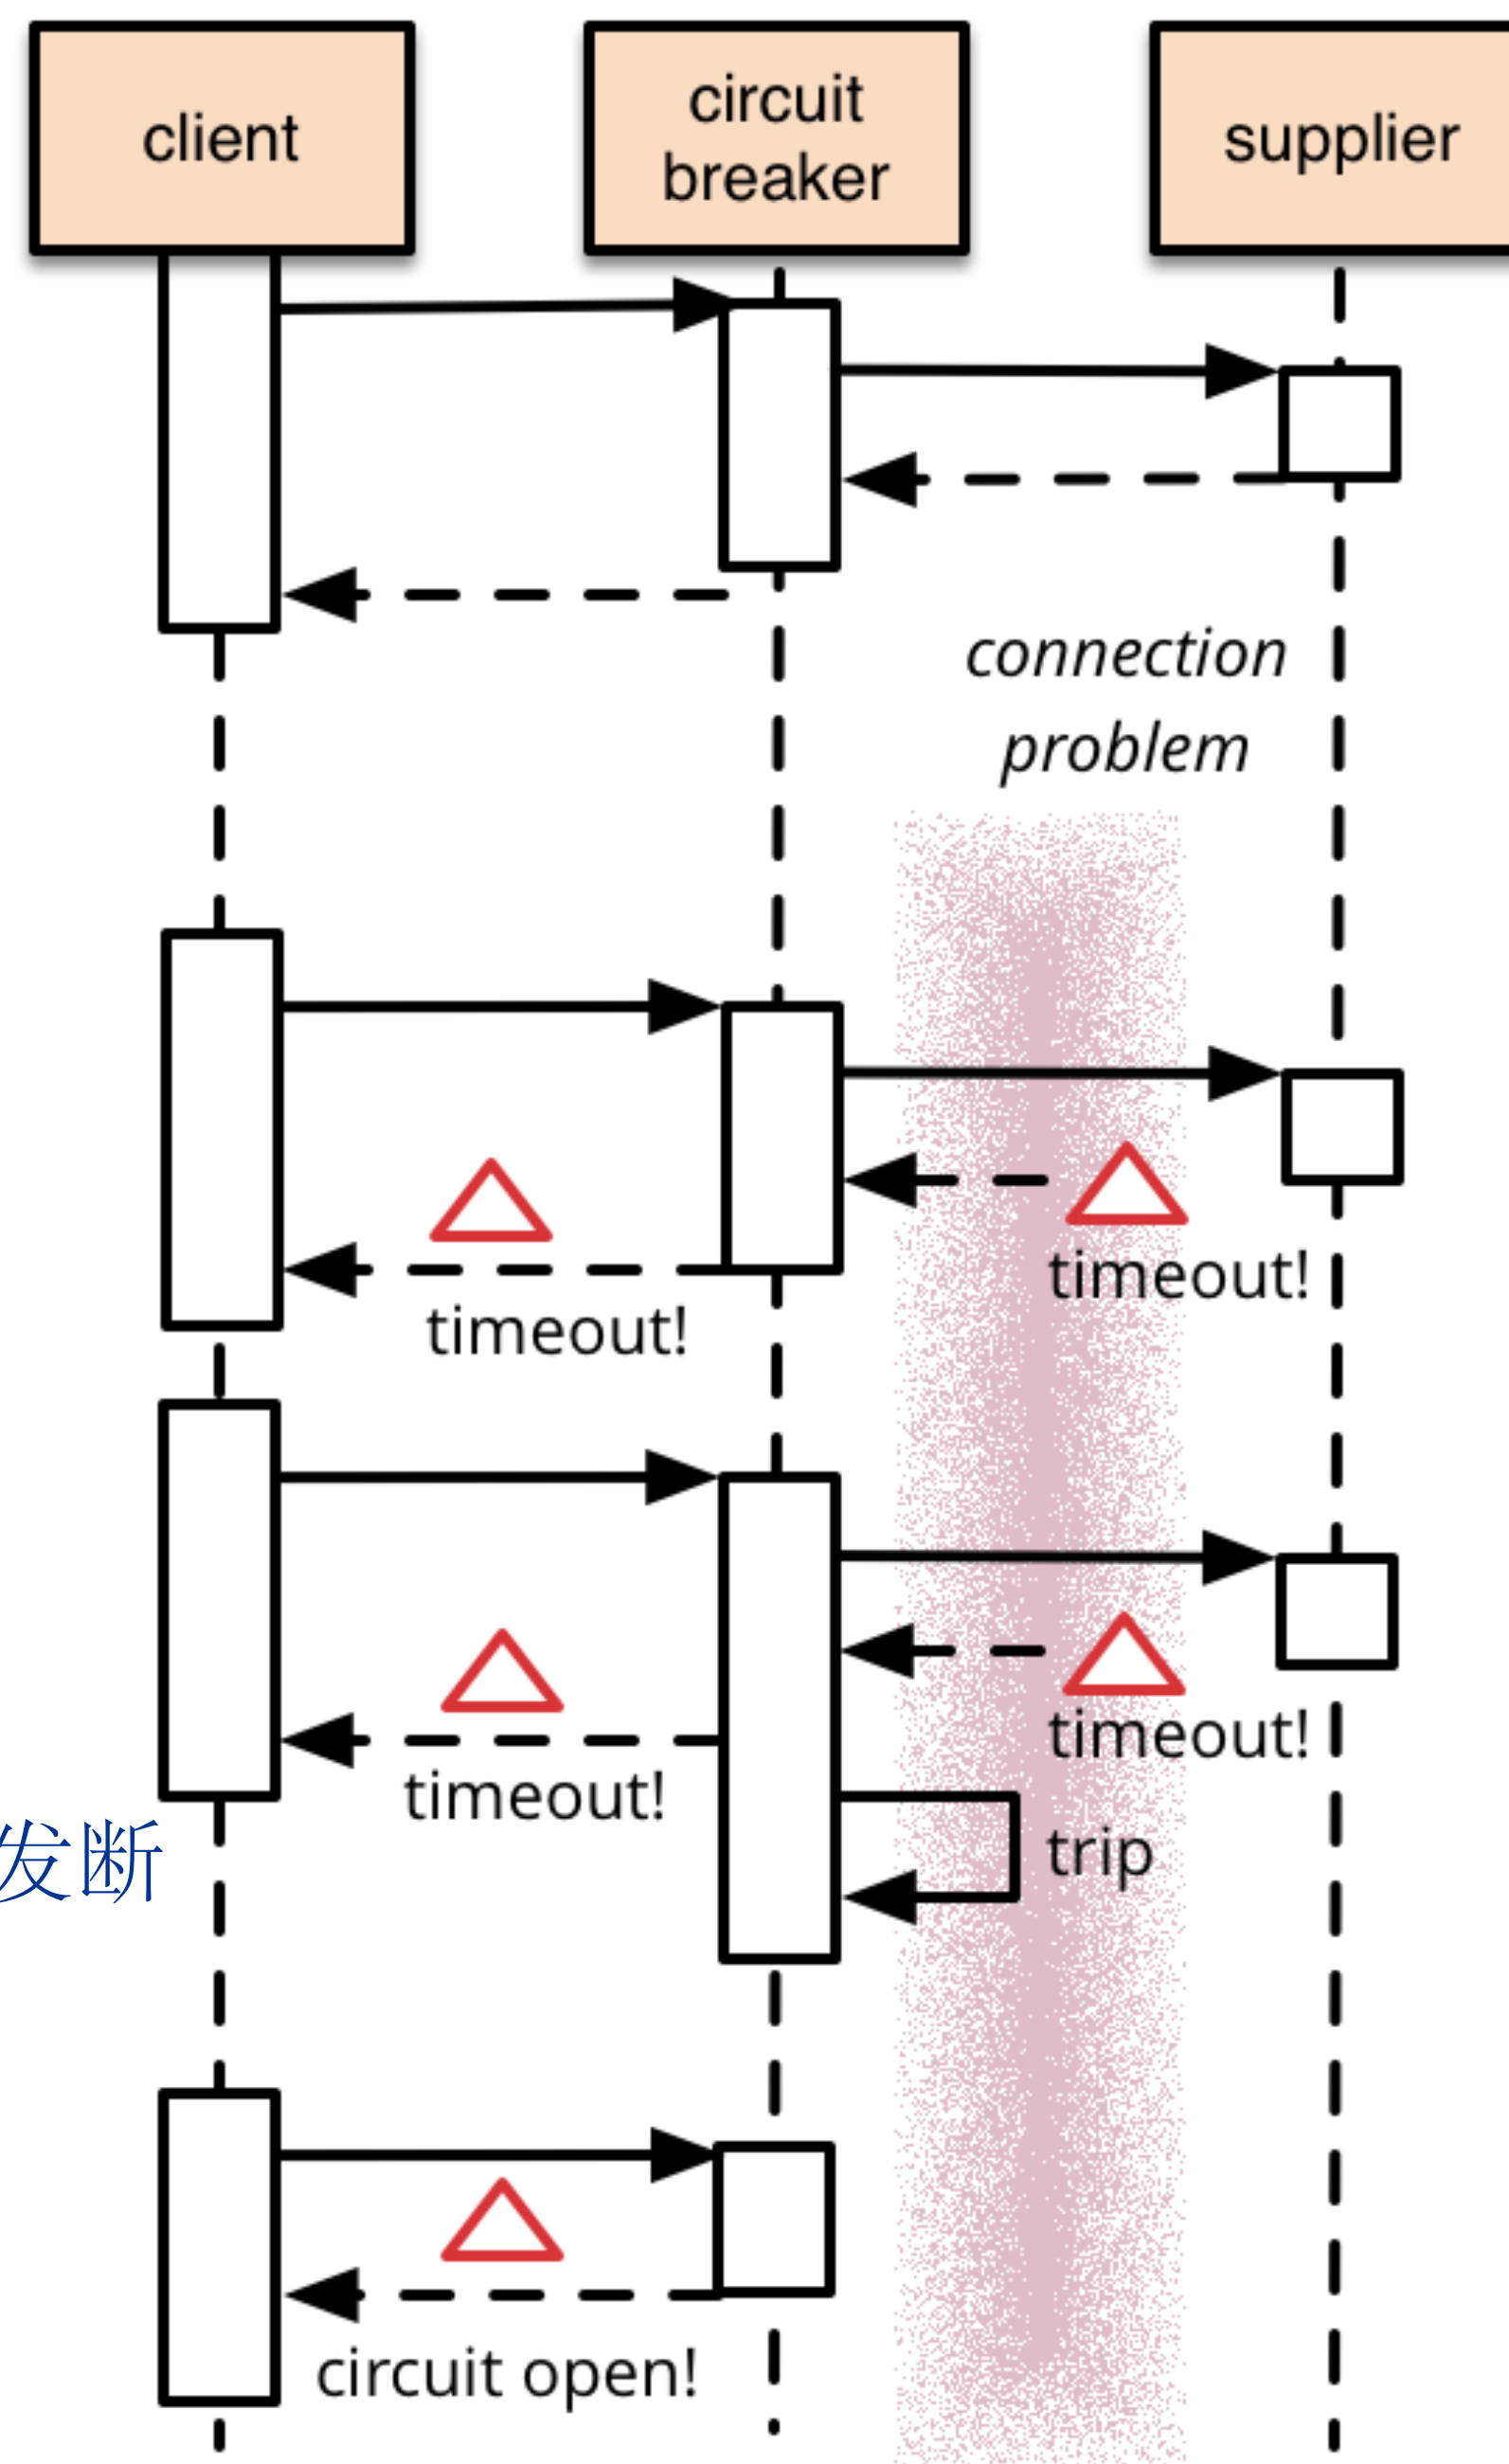 client
circuit
breaker
supplier
connection
problem
timeout!
timeout!
timeout!
timeout!
发断
trip
circuit open!